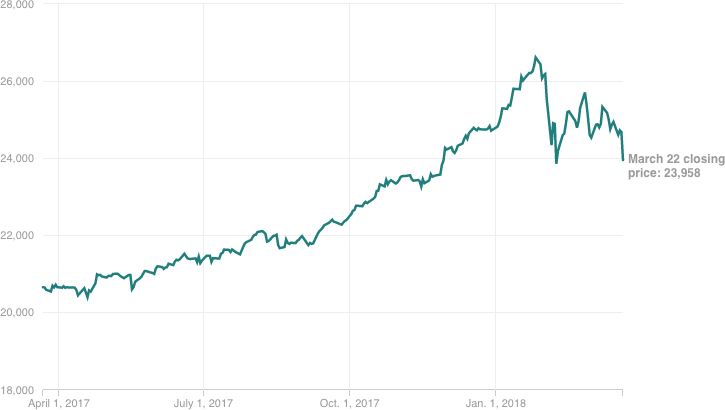 28,000
26,000
24,000
March 22 closing
price: 23,958
22,000
20,000
18,000
April 1, 2017 July 1, 2017 Oct. 1, 2017 Jan. 1, 2018